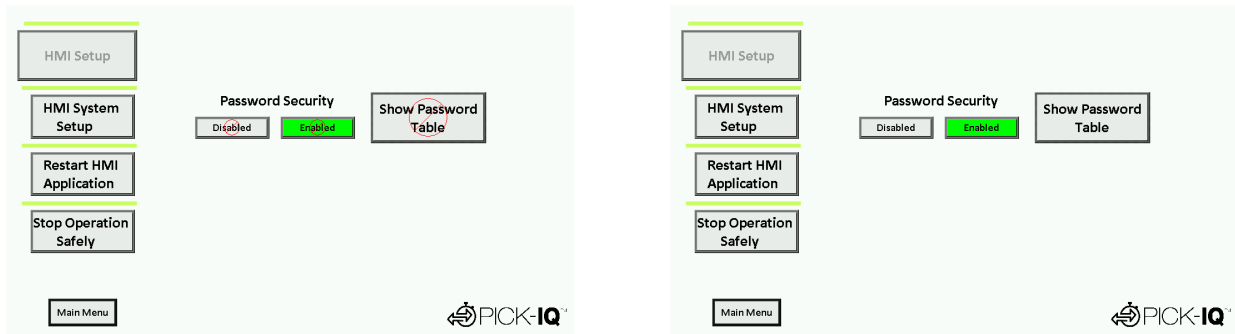 HMI Setup
HMI System
Setup
Restart HMI
Application
Stop Operation
Safely
Main Menu
Password Security
Disabled
Enabled
Show Password
Table
PICK-IQ™
HMI Setup
HMI System
Setup
Restart HMI
Application
Stop Operation
Safely
Main Menu
Password Security
Disabled
Enabled
Show Password
Table
PICK-IQ™